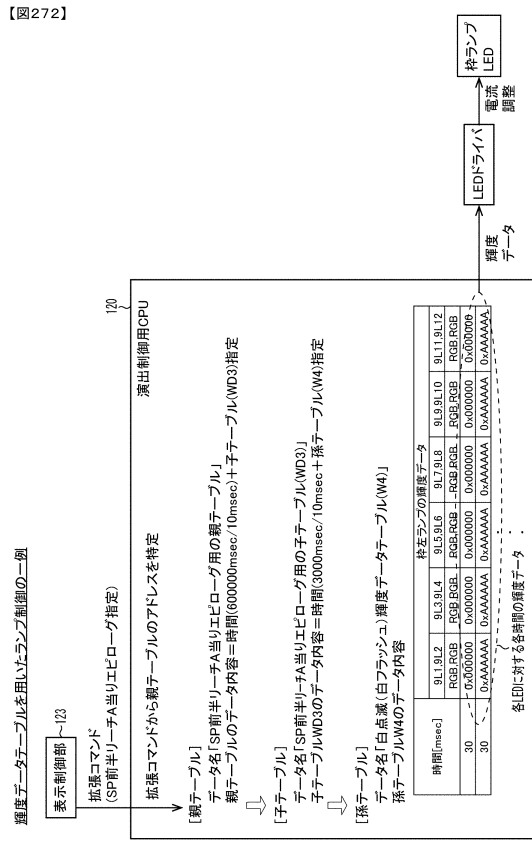 【図272】
輝度データテーブルを用いたランプ制御の一例
表示制御部
123
拡張コマンド
(SP前半リーチA当りエピローグ指定)
120
演出制御用CPU
拡張コマンドから親テーブルのアドレスを特定
[親テーブル]
データ名「SP前半リーチA当りエピローグ用の親テーブル」
親テーブルのデータ内容=時間(600000msec/10msec)+子テーブル(WD3)指定
[子テーブル]
データ名「SP前半リーチA当りエピローグ用の子テーブル(WD3)」
子テーブルWD3のデータ内容=時間(3000msec/10msec+孫テーブル(W4)指定
[孫テーブル]
データ名「白点滅(白フラッシュ)輝度データテーブル(W4)」
孫テーブルW4のデータ内容
時間[msec] 枠左ランプの輝度データ
9L1,9L2 9L3,9L4 9L5,9L6 9L7,9L8 9L9,9L10 9L11,9L12
RGB,RGB RGB,RGB RGB,RGB RGB,RGB RGB,RGB RGB,RGB
30 0x000000 0x000000 0x000000 0x000000 0x000000 0x000000
30 0xAAAAAA 0xAAAAAA 0xAAAAAA 0xAAAAAA 0xAAAAAA 0xAAAAAA
各LEDに対する各時間の輝度データ
輝度
データ
LEDドライバ
電流
調整
枠ランプ
LED